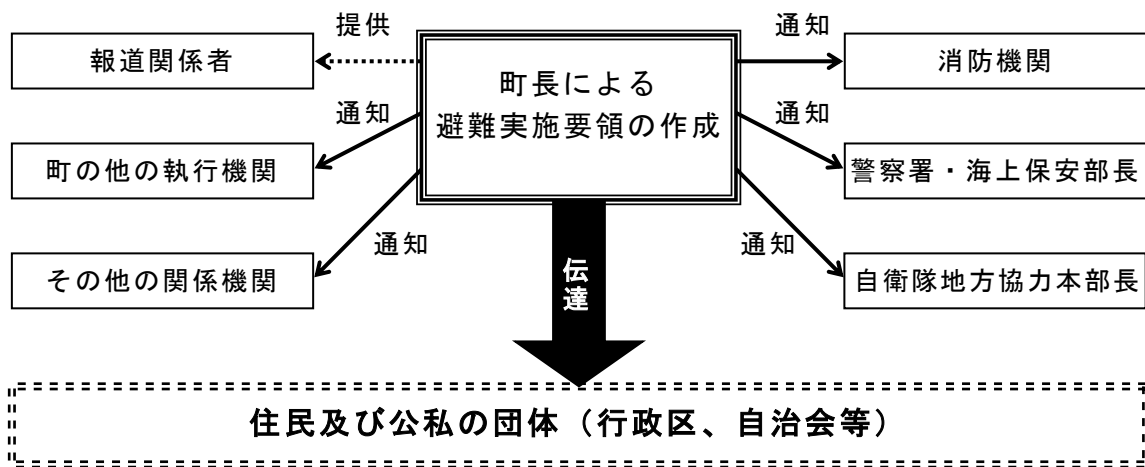 提供
通知
報道関係者
町長による
避難実施要領の作成
消防機関
通知
通知
町の他の執行機関
警察署・海上保安部長
通知
通知
その他の関係機関
伝達
自衛隊地方協力本部長
住民及び公私の団体（行政区、自治会等）